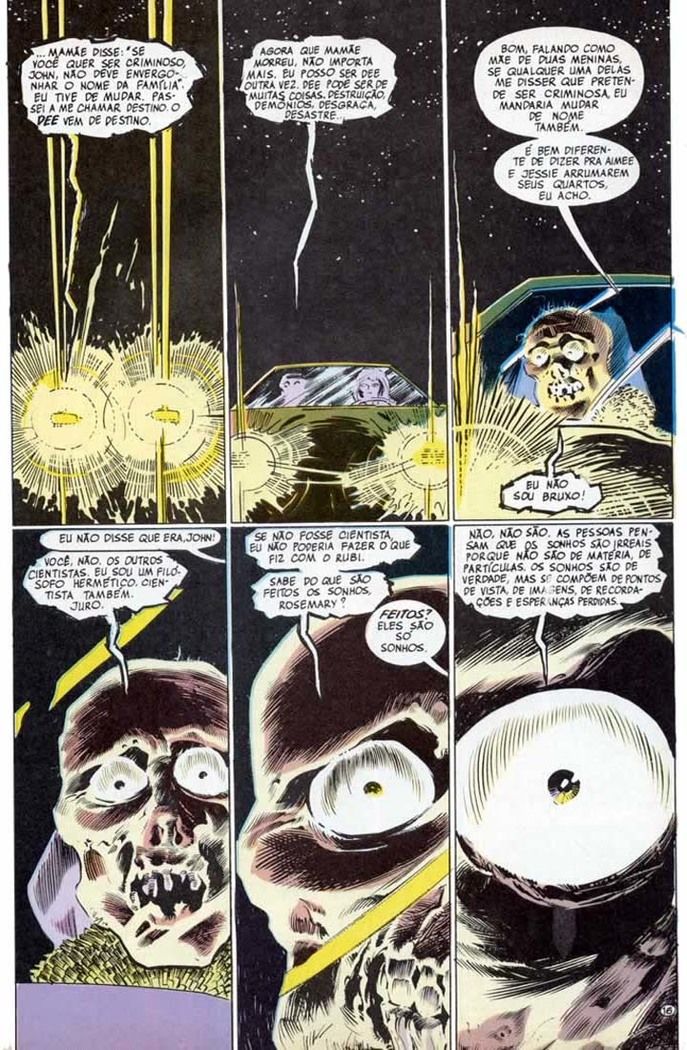 ... MAMÃE DISSE: "SE
VOCÊ QUER SER CRIMINOSO,
JOHN, NÃO DEVE ENVERGO-
NHAR O NOME DA FAMÍLIA".
EU TIVE DE MUDAR. PAS-
SEI A ME CHAMAR DESTINO. O
DEE VEM DE DESTINO.
AGORA QUE MAMÃE
MORREU, NÃO IMPORTA
MAIS. EU POSSO SER DEE
OUTRA VEZ. DEE PODE SER DE
MUITAS COISAS. DESTRUIÇÃO,
DEMÔNIOS, DESGRAÇA,
DESASTRE...
BOM, FALANDO COMO
MÃE DE DUAS MENINAS,
SE QUALQUER UMA DELAS
ME DISSER QUE PRETEN-
DE SER CRIMINOSA, EU
MANDARIA MUDAR
DE NOME
TAMBÉM.
É BEM DIFEREN-
TE DE DIZER PRA AIMEE
E JESSIE ARRUMAREM
SEUS QUARTOS,
EU ACHO.
EU NÃO
SOU BRUXO!
EU NÃO DISSE QUE ERA, JOHN!
VOCÊ, NÃO. OS OUTROS
CIENTISTAS. EU SOU UM FILÓ-
SOFO HERMÉTICO. CIEN-
TISTA TAMBÉM.
JURO.
SE NÃO FOSSE CIENTISTA,
EU NÃO PODERIA FAZER O QUE
FIZ COM O RUBI.
SABE DO QUE SÃO
FEITOS OS SONHOS,
ROSEMARY?
FEITOS?
ELES SÃO
SÓ
SONHOS.
NÃO, NÃO SÃO. AS PESSOAS PEN-
SAM QUE OS SONHOS SÃO IRREAIS
PORQUE NÃO SÃO DE MATÉRIA, DE
PARTÍCULAS. OS SONHOS SÃO DE
VERDADE, MAS SE COMPÕEM DE PONTOS
DE VISTA, DE IMAGENS, DE RECORDA-
ÇÕES E ESPERANÇAS PERDIDAS.
16